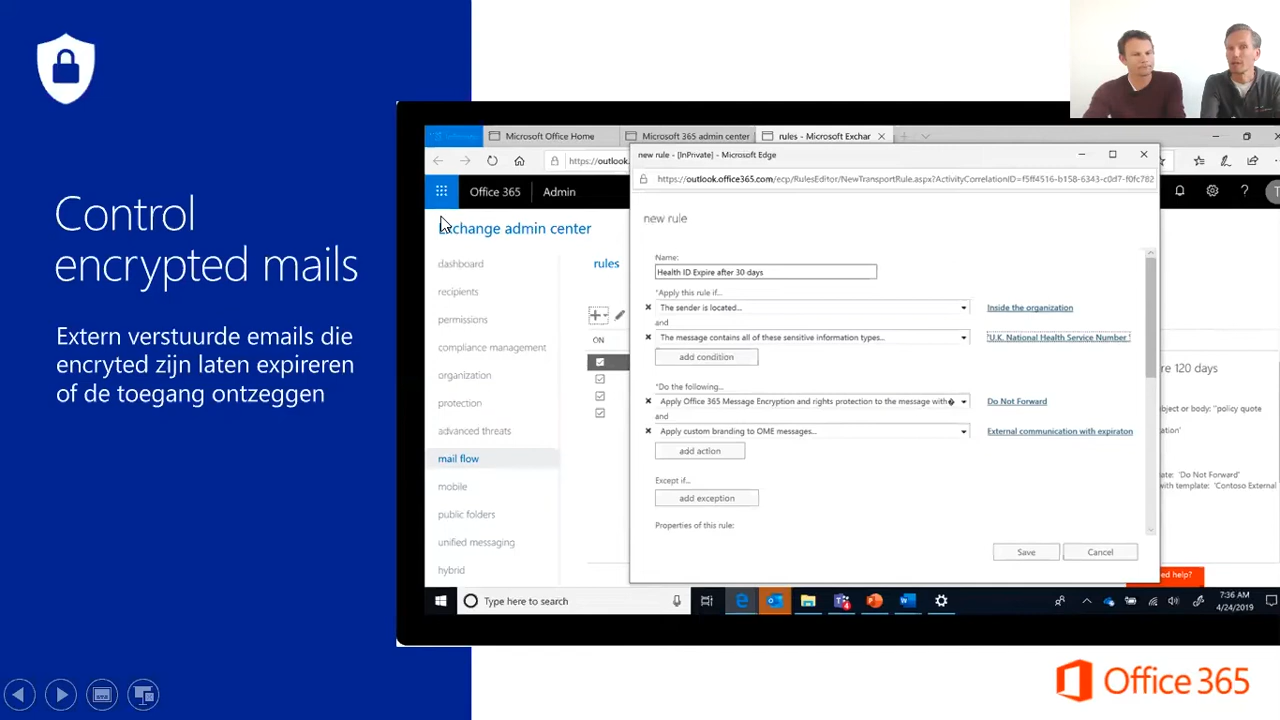 Control
encrypted mails
Extern verstuurde emails die
encryted zijn laten expireren
of de toegang ontzeggen
Microsoft Office Home
Microsoft 365 admin center
rules - Microsoft Exchar
new rule - [InPrivate] - Microsoft Edge
https://outlook.
https://outlook.office365.com/ecp/RulesEditor/NewTransportRule.aspx?ActivityCorrelationID=f5ff4516-b158-6343-c0d7-f0fc782
Office 365
Admin
Exchange admin center
dashboard
recipients
permissions
compliance management
organization
protection
advanced threats
mail flow
mobile
public folders
unified messaging
hybrid
rules
ON
new rule
Name:
Health ID Expire after 30 days
*Apply this rule if...
The sender is located...
Inside the organization
and
The message contains all of these sensitive information types...
'U.K. National Health Service Number '
add condition
*Do the following...
Apply Office 365 Message Encryption and rights protection to the message with�
Do Not Forward
and
Apply custom branding to OME messages...
External communication with expiraton
add action
Except if...
add exception
Properties of this rule:
Save
Cancel
re 120 days
bject or body: ''policy quote
ation'
ate: 'Do Not Forward'
with template: 'Contoso External
ed help?
Type here to search
7:36 AM
4/24/2019
Office 365